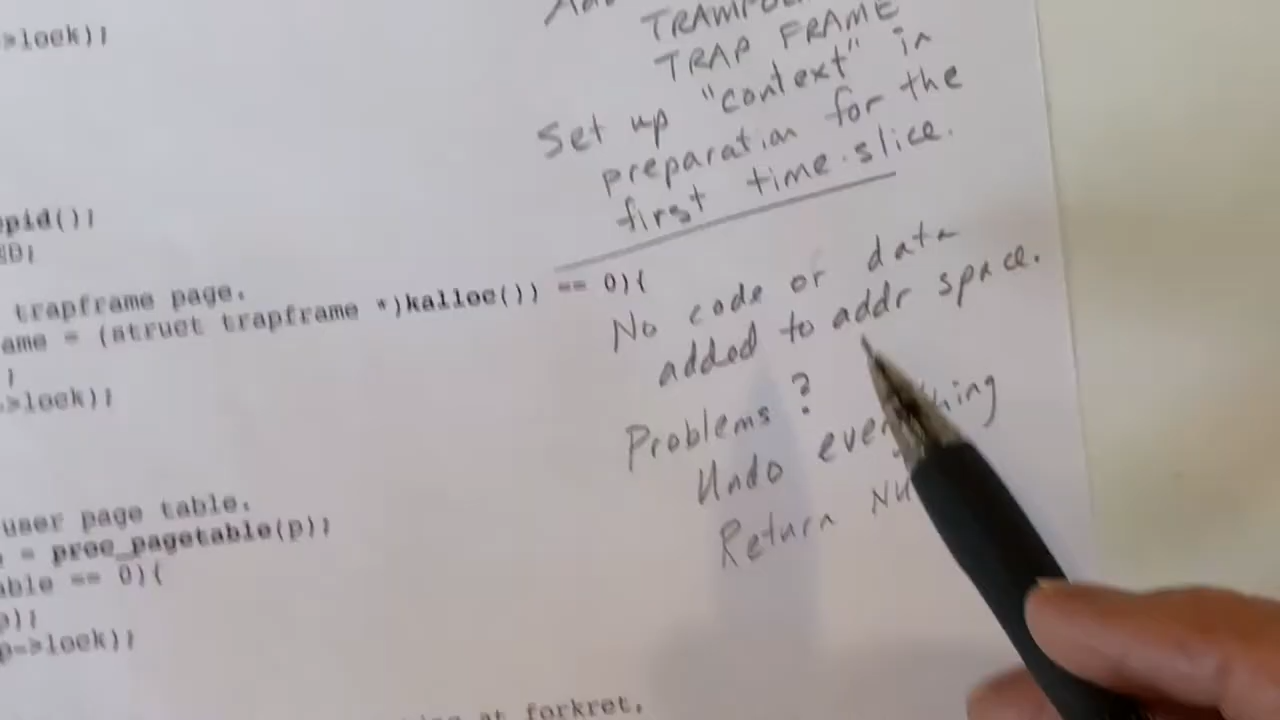 >lock);
TRAP FRAME
Set up "context" in
preparation for the
first time.slice.
pid();
trapframe page.
ame = (struct trapframe *)kalloc()) == 0){
;
>lock);
No code or data
added to addr space.
Problems ?
Undo
Return
user page table.
= proc_pagetable(p);
able == 0){
p);
p->lock);
at forkret,